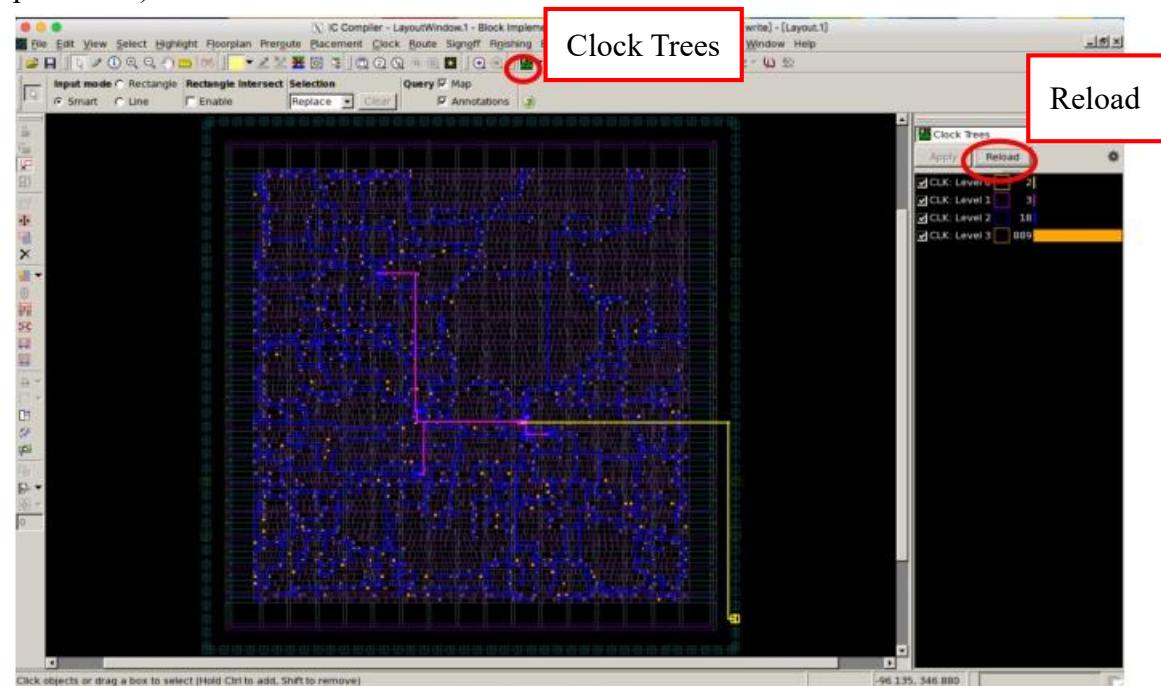 IC Compiler - LayoutWindow.1 - Block Impleme
write] - [Layout.1]
File Edit View Select Highlight Floorplan Preroute Placement Clock Route Signoff Finishing
Window Help
Clock Trees
Reload
Input mode Rectangle Rectangle Intersect Selection Query Map
Smart Line Enable Replace Clear Annotations
Clock Trees
Apply Reload
CLK: Level 0 2
CLK: Level 1 3
CLK: Level 2 18
CLK: Level 3 889
0
Click objects or drag a box to select (Hold Ctrl to add, Shift to remove)
-96.135, 346.880